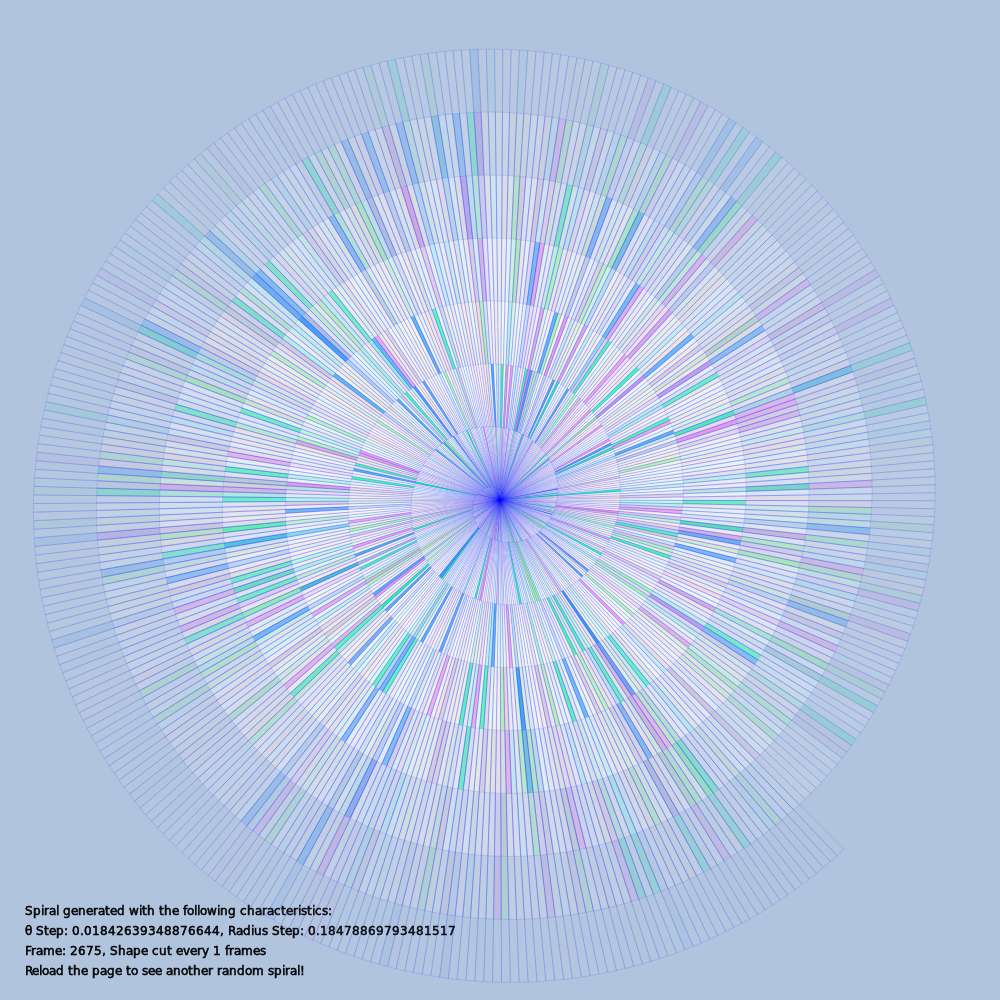 Spiral generated with the following characteristics:
θ Step: 0.01842639348876644, Radius Step: 0.18478869793481517
Frame: 2675, Shape cut every 1 frames
Reload the page to see another random spiral!